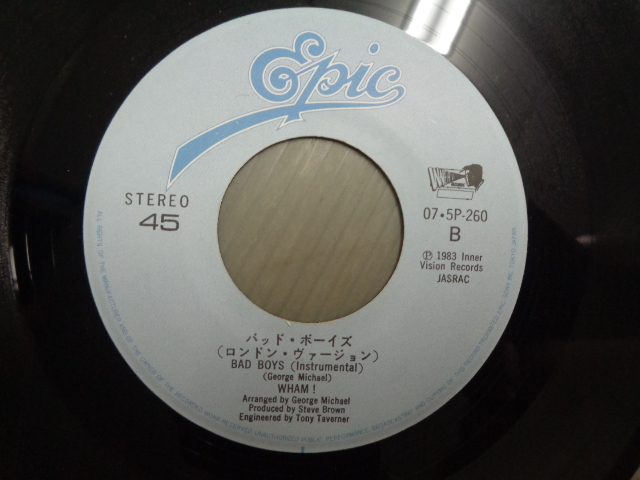 Epic
STEREO
45
07・5P-260
B
Ⓟ 1983 Inner
Vision Records
JASRAC
バッド・ボーイズ
(ロンドン・ヴァージョン)
BAD BOYS (Instrumental)
(George Michael)
WHAM!
Arranged by George Michael
Produced by Steve Brown
Engineered by Tony Taverner